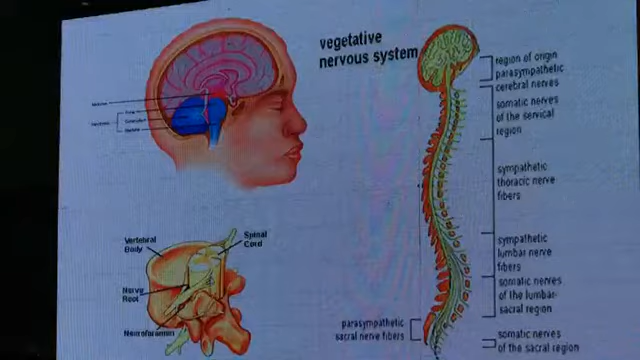 vegetative
nervous system
region of origin
parasympathetic
cerebral nerves
somatic nerves
of the servical
region
sympathetic
thoracic nerve
fibers
sympathetic
lumbar nerve
fibers
somatic nerves
of the lumbar-
sacral region
somatic nerves
of the sacral region
parasympathetic
sacral nerve fibers
Vertebral
Body
Spinal
Cord
Nerve
Root
Neuroforamen